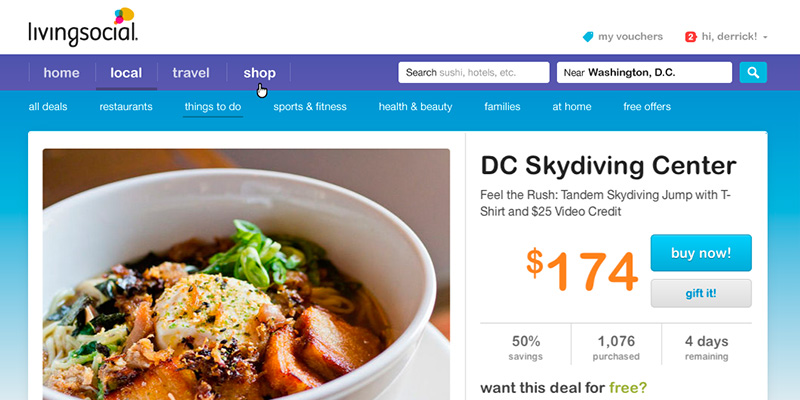 livingsocial.
my vouchers
2 hi, derrick!
home local travel shop
Search sushi, hotels, etc.
Near Washington, D.C.
all deals restaurants things to do sports & fitness health & beauty families at home free offers
DC Skydiving Center
Feel the Rush: Tandem Skydiving Jump with T-
Shirt and $25 Video Credit
$174
buy now!
gift it!
50% 1,076 4 days
savings purchased remaining
want this deal for free?